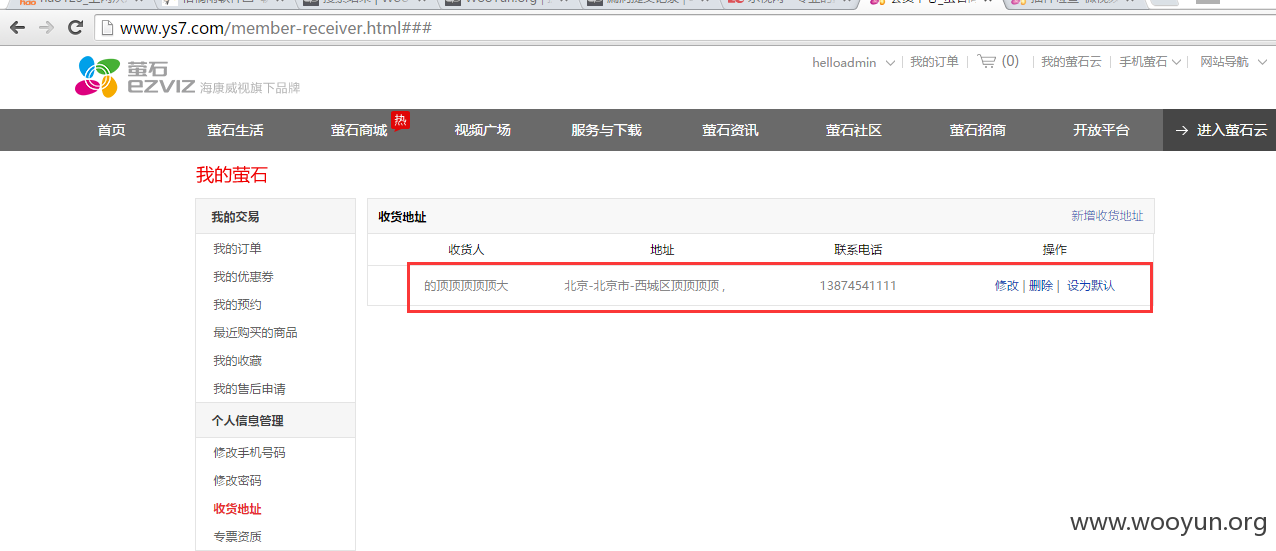 www.ys7.com/member-receiver.html###
helloadmin 我的订单 (0) 我的萤石云 手机萤石 网站导航
萤石
ezviz 海康威视旗下品牌
首页 萤石生活 萤石商城 热 视频广场 服务与下载 萤石资讯 萤石社区 萤石招商 开放平台 → 进入萤石云
我的萤石
我的交易
我的订单
我的优惠券
我的预约
最近购买的商品
我的收藏
我的售后申请
个人信息管理
修改手机号码
修改密码
收货地址
专票资质
收货地址 新增收货地址
收货人 地址 联系电话 操作
的顶顶顶顶顶大 北京-北京市-西城区顶顶顶顶 , 13874541111 修改 | 删除 | 设为默认
www.wooyun.org